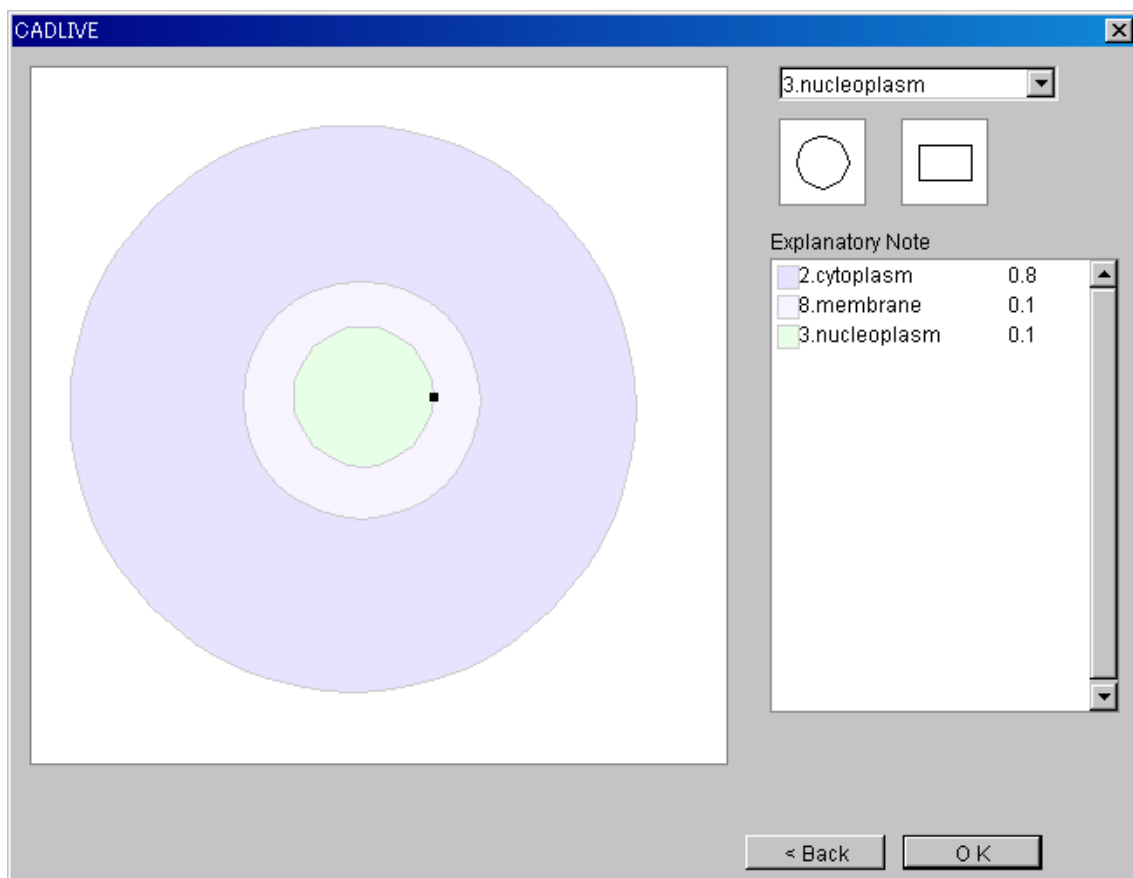 CADLIVE
3.nucleoplasm
Explanatory Note
2.cytoplasm 0.8
8.membrane 0.1
3.nucleoplasm 0.1
< Back
O K